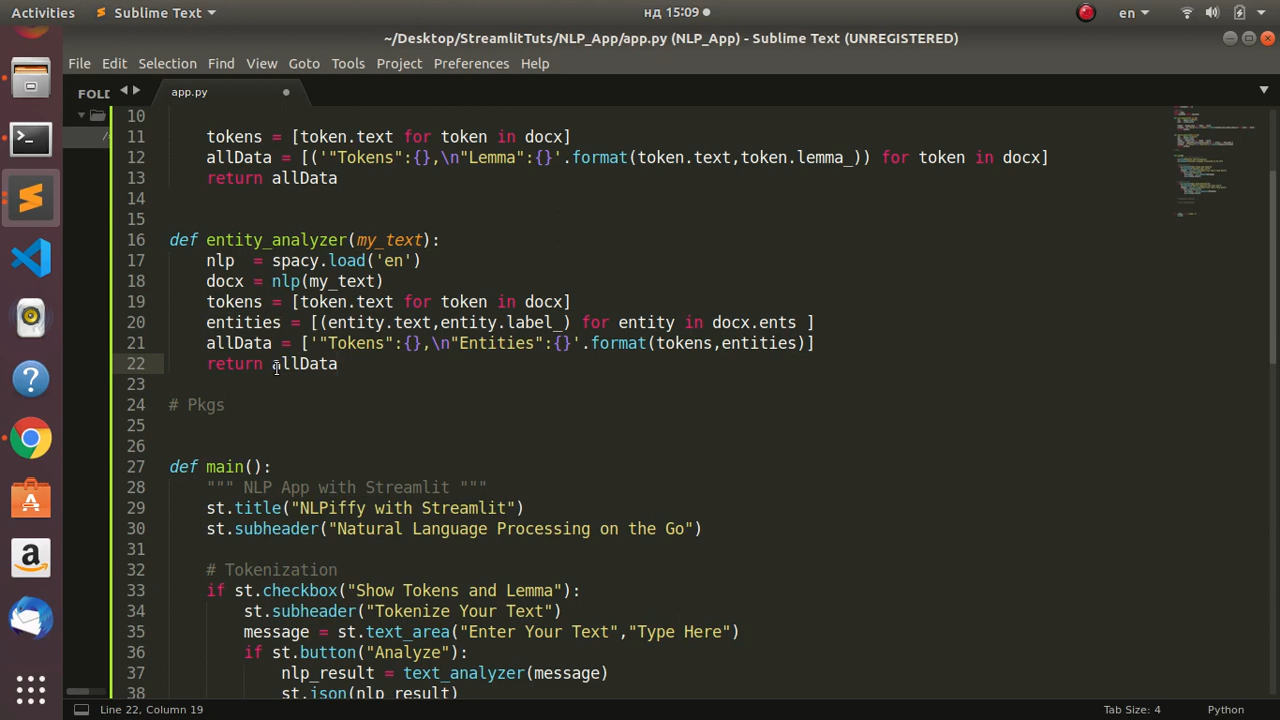 Activities Sublime Text нд 15:09 en
~/Desktop/StreamlitTuts/NLP_App/app.py (NLP_App) - Sublime Text (UNREGISTERED)
File Edit Selection Find View Goto Tools Project Preferences Help
FOLD app.py
10
11 tokens = [token.text for token in docx]
12 allData = [('"Tokens":{},\n"Lemma":{}'.format(token.text,token.lemma_)) for token in docx]
13 return allData
14
15
16 def entity_analyzer(my_text):
17 nlp = spacy.load('en')
18 docx = nlp(my_text)
19 tokens = [token.text for token in docx]
20 entities = [(entity.text,entity.label_) for entity in docx.ents ]
21 allData = ['"Tokens":{},\n"Entities":{}'.format(tokens,entities)]
22 return allData
23
24 # Pkgs
25
26
27 def main():
28 """ NLP App with Streamlit """
29 st.title("NLPiffy with Streamlit")
30 st.subheader("Natural Language Processing on the Go")
31
32 # Tokenization
33 if st.checkbox("Show Tokens and Lemma"):
34 st.subheader("Tokenize Your Text")
35 message = st.text_area("Enter Your Text","Type Here")
36 if st.button("Analyze"):
37 nlp_result = text_analyzer(message)
38 st.json(nlp_result)
Line 22, Column 19 Tab Size: 4 Python